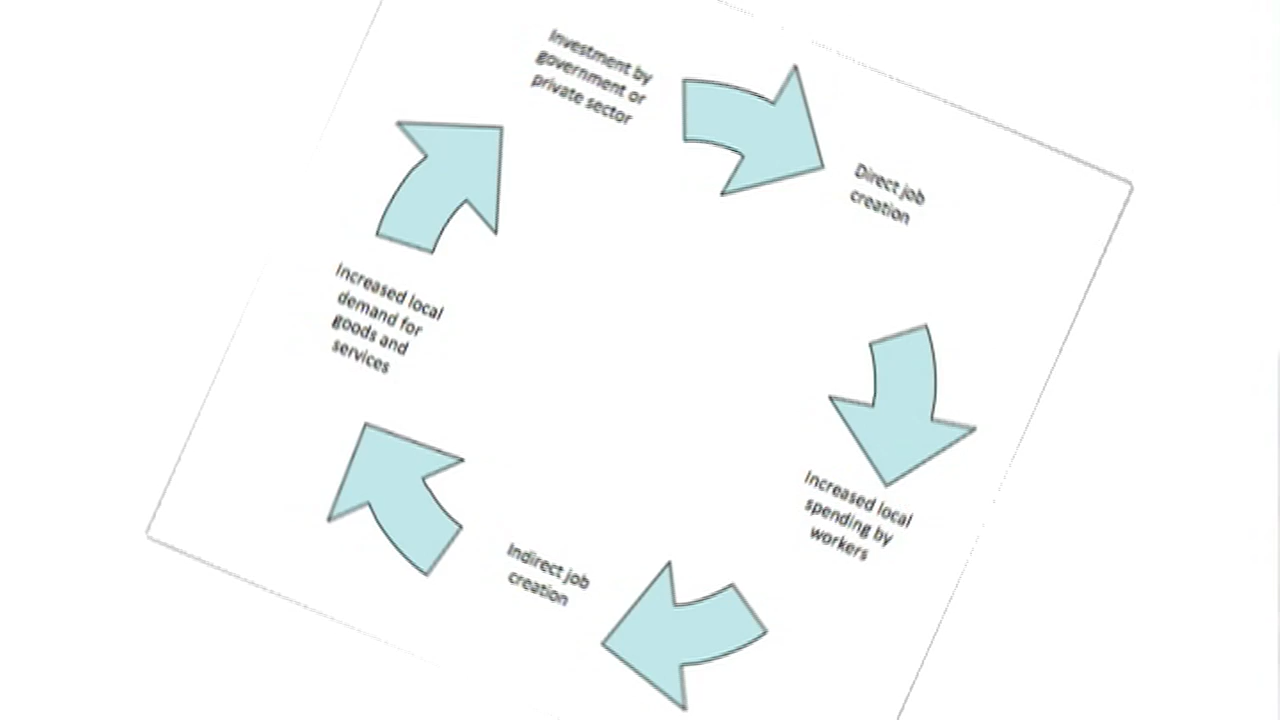 Investment by
government or
private sector
Direct job
creation
Increased local
spending by
workers
Indirect job
creation
Increased local
demand for
goods and
services